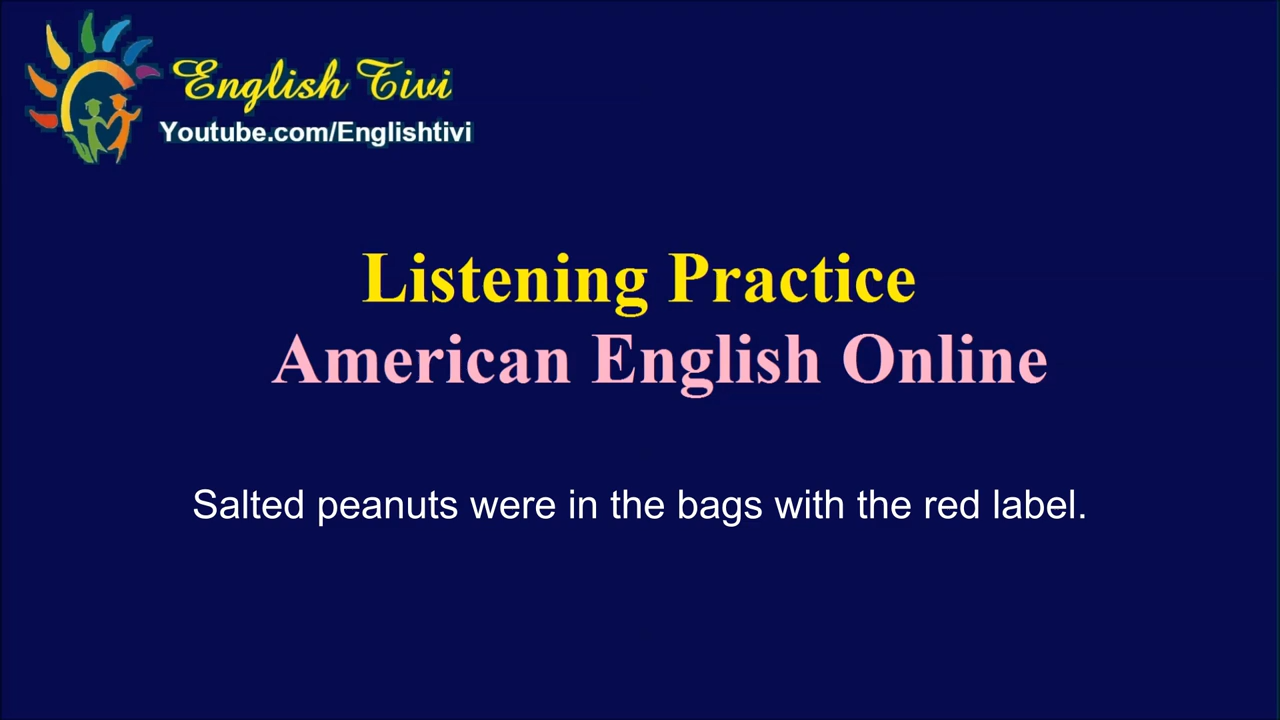 English Tivi
Youtube.com/Englishtivi
Listening Practice
American English Online
Salted peanuts were in the bags with the red label.